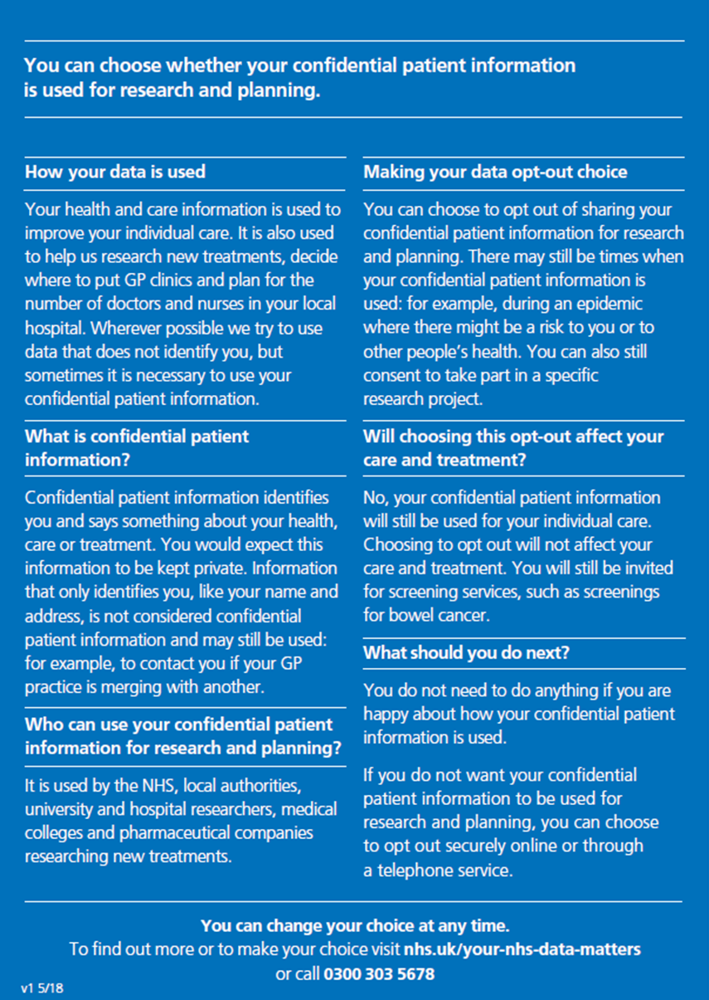 You can choose whether your confidential patient information
is used for research and planning.
How your data is used
Your health and care information is used to
improve your individual care. It is also used
to help us research new treatments, decide
where to put GP clinics and plan for the
number of doctors and nurses in your local
hospital. Wherever possible we try to use
data that does not identify you, but
sometimes it is necessary to use your
confidential patient information.
What is confidential patient
information?
Confidential patient information identifies
you and says something about your health,
care or treatment. You would expect this
information to be kept private. Information
that only identifies you, like your name and
address, is not considered confidential
patient information and may still be used:
for example, to contact you if your GP
practice is merging with another.
Who can use your confidential patient
information for research and planning?
It is used by the NHS, local authorities,
university and hospital researchers, medical
colleges and pharmaceutical companies
researching new treatments.
Making your data opt-out choice
You can choose to opt out of sharing your
confidential patient information for research
and planning. There may still be times when
your confidential patient information is
used: for example, during an epidemic
where there might be a risk to you or to
other people’s health. You can also still
consent to take part in a specific
research project.
Will choosing this opt-out affect your
care and treatment?
No, your confidential patient information
will still be used for your individual care.
Choosing to opt out will not affect your
care and treatment. You will still be invited
for screening services, such as screenings
for bowel cancer.
What should you do next?
You do not need to do anything if you are
happy about how your confidential patient
information is used.
If you do not want your confidential
patient information to be used for
research and planning, you can choose
to opt out securely online or through
a telephone service.
You can change your choice at any time.
To find out more or to make your choice visit nhs.uk/your-nhs-data-matters
or call 0300 303 5678
v1 5/18